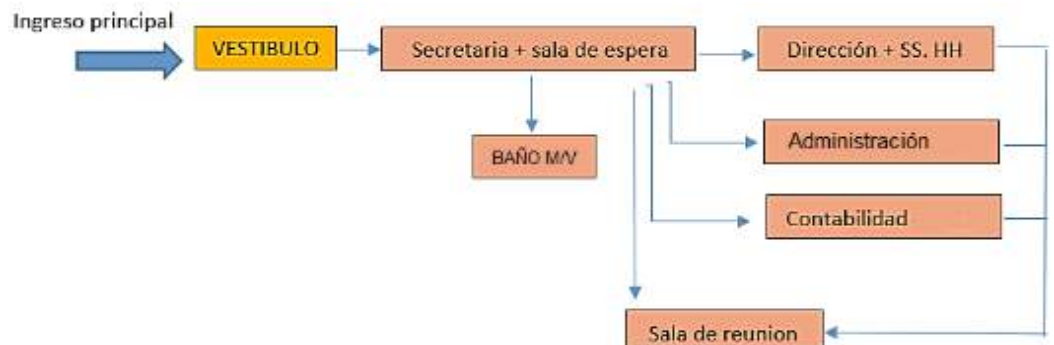 Ingreso principal
VESTIBULO
Secretaria + sala de espera
Dirección + SS. HH
BAÑO M/V
Administración
Contabilidad
Sala de reunion